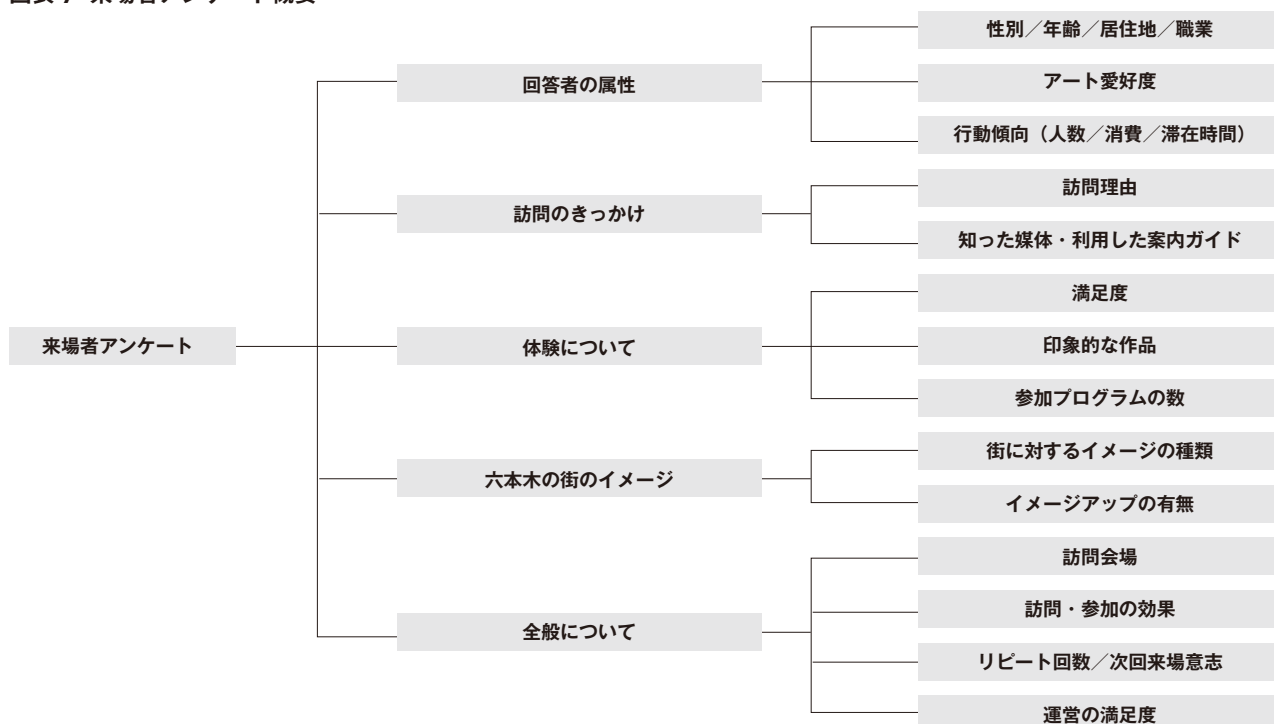 性別／年齢／居住地／職業
回答者の属性
アート愛好度
行動傾向（人数／消費／滞在時間）
訪問理由
訪問のきっかけ
知った媒体・利用した案内ガイド
満足度
来場者アンケート
体験について
印象的な作品
参加プログラムの数
街に対するイメージの種類
六本木の街のイメージ
イメージアップの有無
訪問会場
訪問・参加の効果
全般について
リピート回数／次回来場意志
運営の満足度